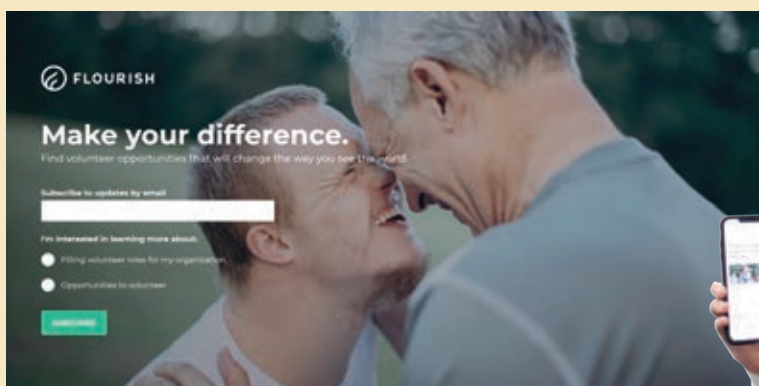 FLOURISH
Make your difference.
Find volunteer opportunities that will change the way you see the world.
Subscribe to updates by email
I'm interested in learning more about:
Filling volunteer roles for my organization
Opportunities to volunteer
SUBSCRIBE